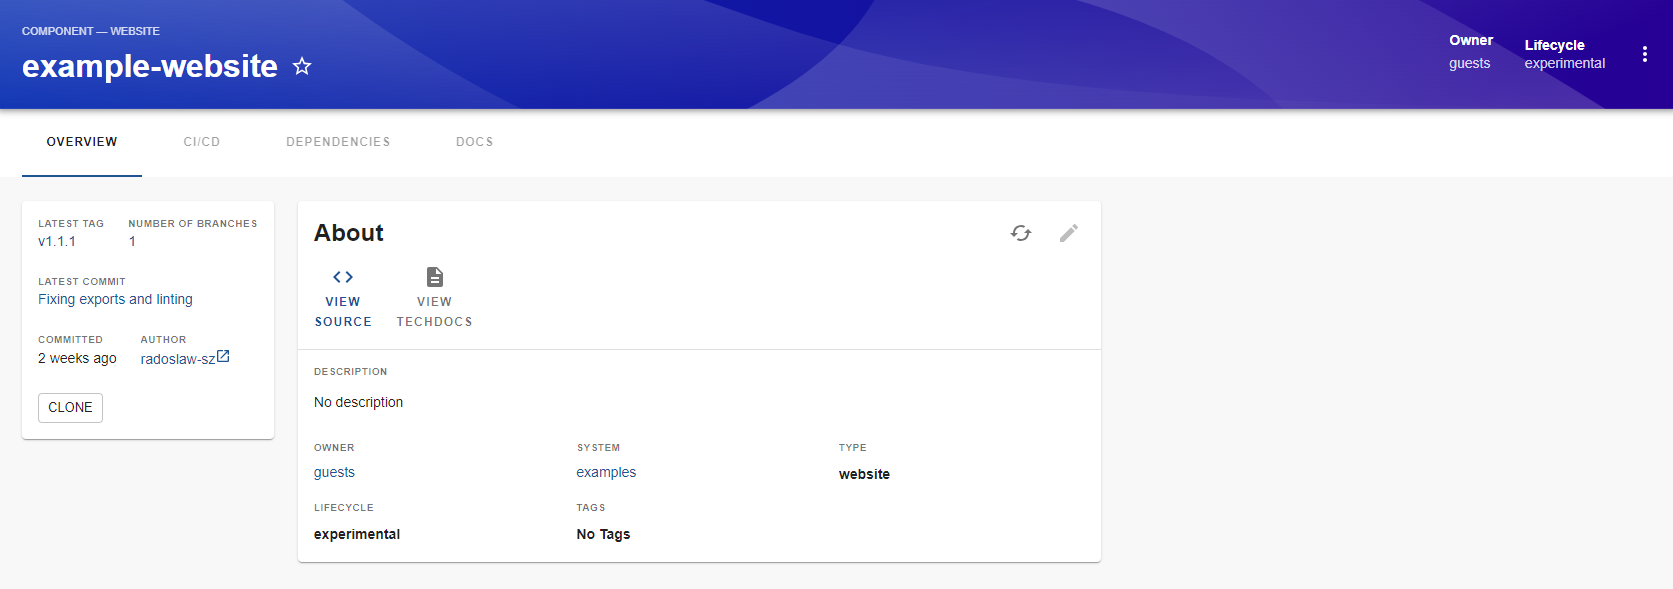 COMPONENT — WEBSITE
example-website
Owner
guests
Lifecycle
experimental
OVERVIEW
CI/CD
DEPENDENCIES
DOCS
LATEST TAG
v1.1.1
NUMBER OF BRANCHES
1
LATEST COMMIT
Fixing exports and linting
COMMITTED
2 weeks ago
AUTHOR
radoslaw-sz
CLONE
About
VIEW
SOURCE
VIEW
TECHDOCS
DESCRIPTION
No description
OWNER
guests
SYSTEM
examples
TYPE
website
LIFECYCLE
experimental
TAGS
No Tags